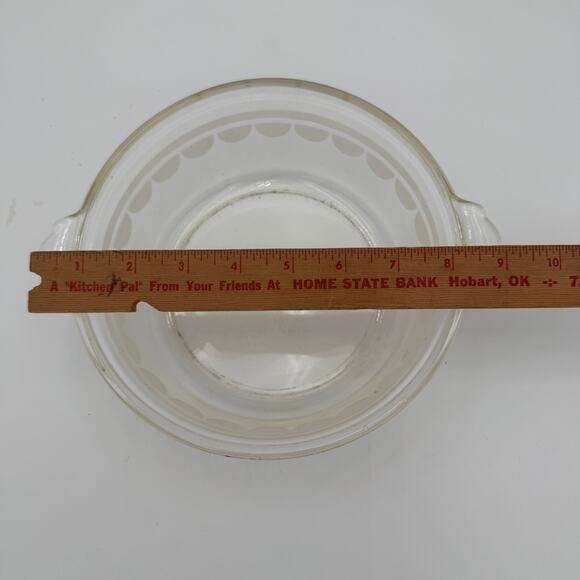 1 2 3 4 5 6 7 8 9 10
A "Kitchen Pal" From Your Friends At HOME STATE BANK Hobart, OK -:- 7